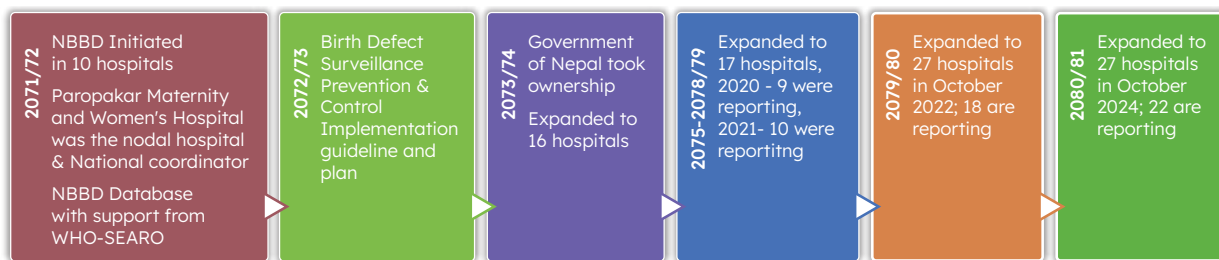 2071/72
NBBD Initiated
in 10 hospitals
Paropakar Maternity
and Women's Hospital
was the nodal hospital
& National coordinator
NBBD Database
with support from
WHO-SEARO
2072/73
Birth Defect
Surveillance
Prevention &
Control
Implementation
guideline and
plan
2073/74
Government
of Nepal took
ownership
Expanded to
16 hospitals
2075-2078/79
Expanded to
17 hospitals,
2020 - 9 were
reporting,
2021- 10 were
reportitng
2079/80
Expanded to
27 hospitals
in October
2022; 18 are
reporting
2080/81
Expanded to
27 hospitals
in October
2024; 22 are
reporting